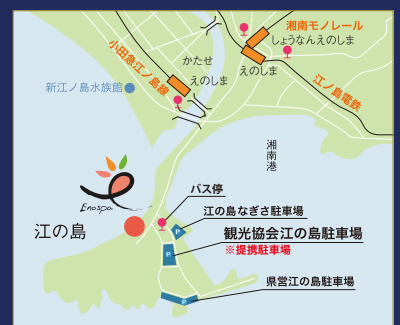 湘南モノレール
しょうなんえのしま
小田急江ノ島線
かたせ
えのしま
えのしま
江ノ島電鉄
新江ノ島水族館
湘南港
Enospa
バス停
江の島
江の島なぎさ駐車場
観光協会江の島駐車場
※提携駐車場
県営江の島駐車場
P
P
P